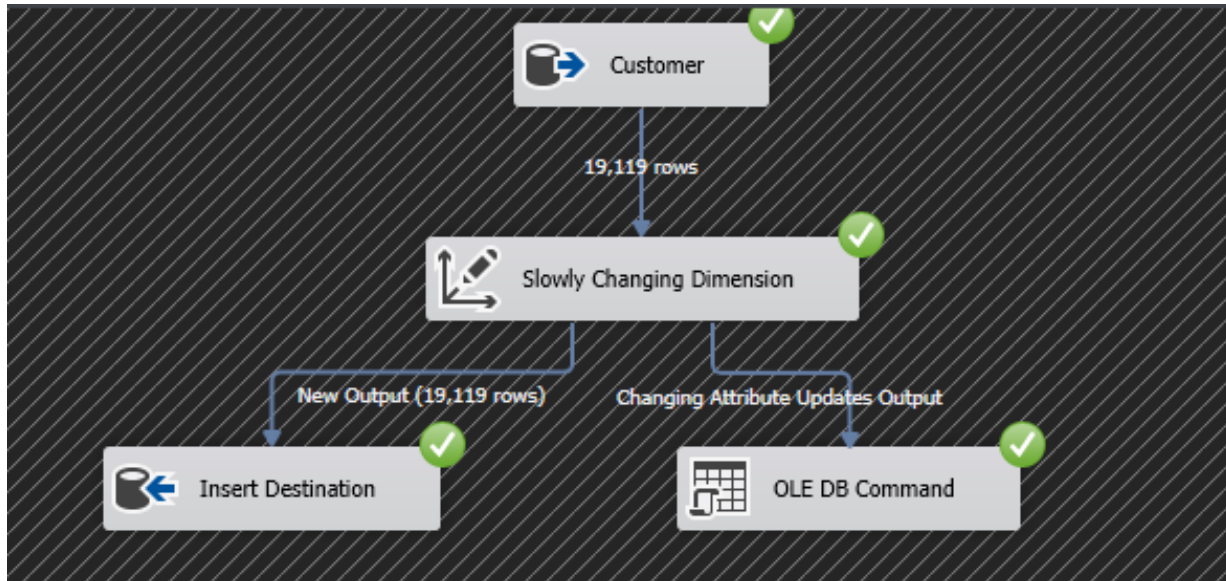 Customer
19,119 rows
Slowly Changing Dimension
New Output (19,119 rows)
Changing Attribute Updates Output
Insert Destination
OLE DB Command